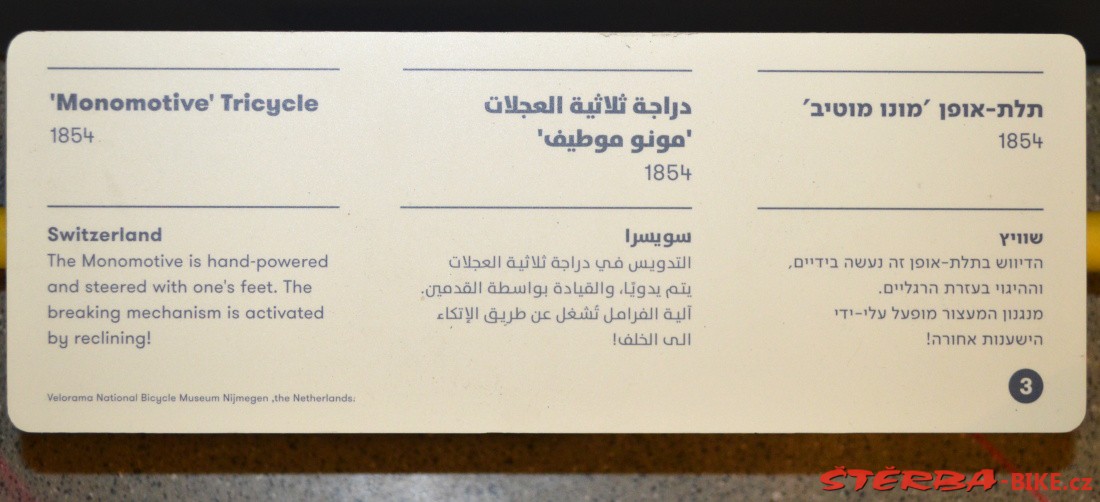 'Monomotive' Tricycle
1854
Switzerland
The Monomotive is hand-powered
and steered with one's feet. The
breaking mechanism is activated
by reclining!
Velorama National Bicycle Museum Nijmegen ,the Netherlands.
دراجة ثلاثية العجلات
'مونو موطيف'
1854
سويسرا
التدويس في دراجة ثلاثية العجلات
يتم يدويًا، والقيادة بواسطة القدمين.
آلية الفرامل تُشغل عن طريق الإتكاء
الى الخلف!
תלת-אופן 'מונו מוטיב'
1854
שוויץ
הדיווש בתלת-אופן זה נעשה בידיים,
וההיגוי בעזרת הרגליים.
מנגנון המעצור מופעל על-ידי
הישענות אחורה!
3
ŠTĚRBA-BIKE.cz